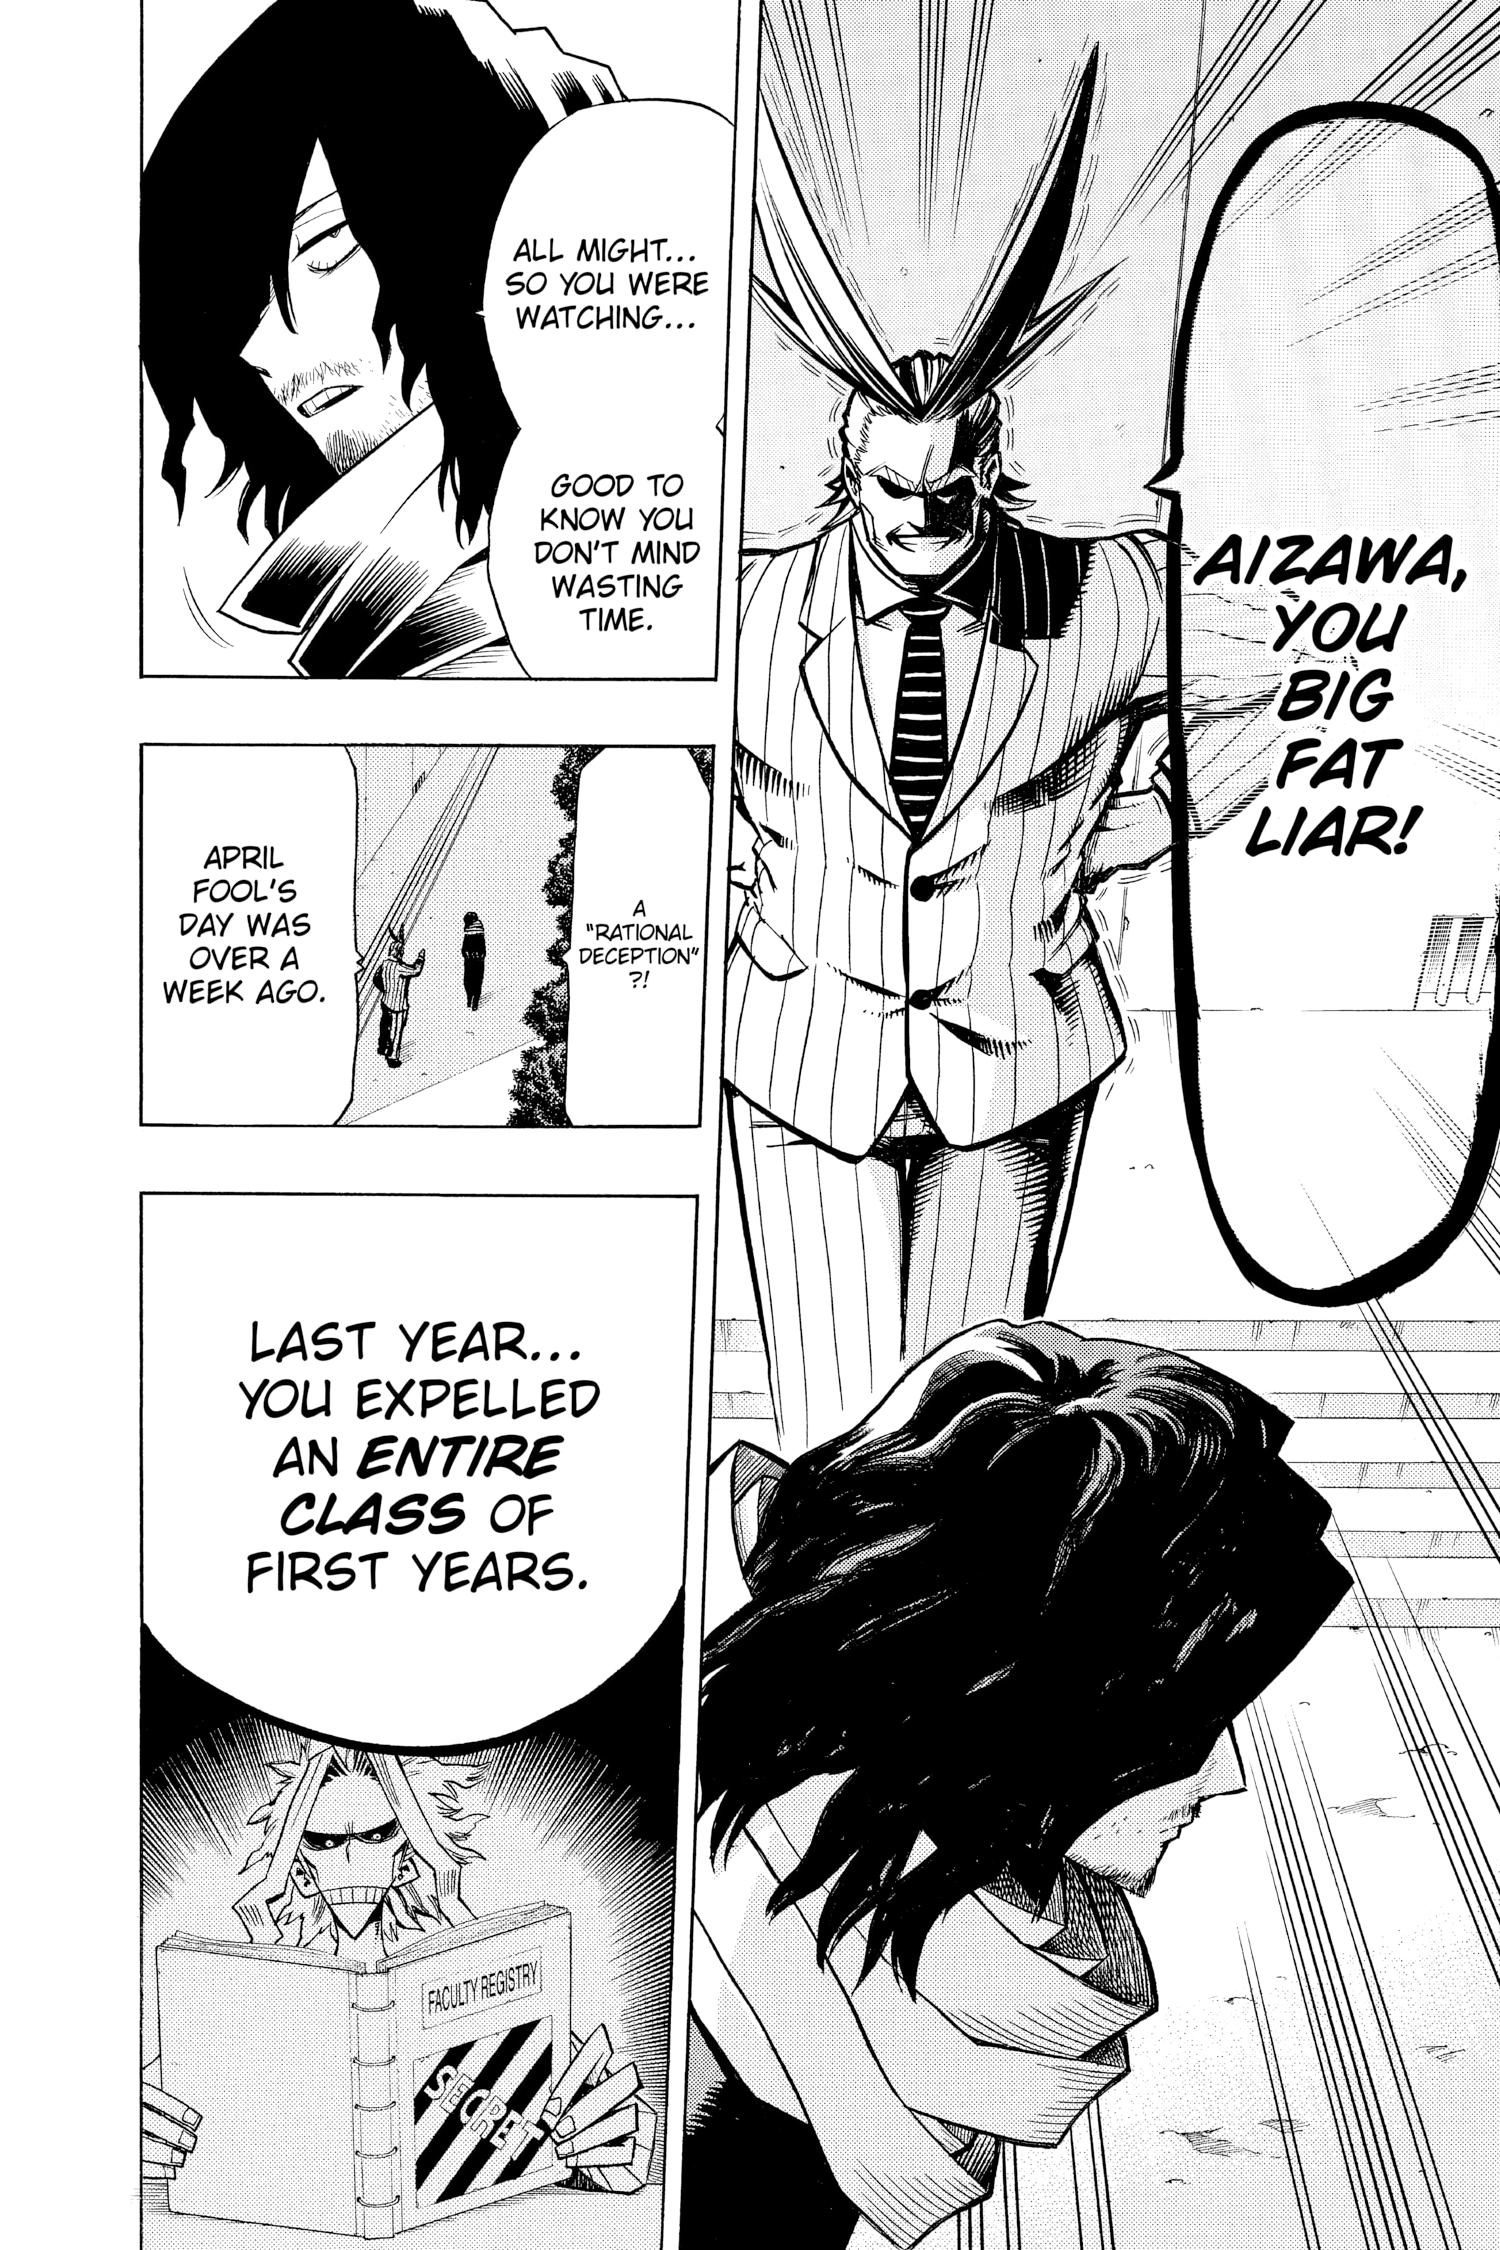 AIZAWA,
YOU
BIG
FAT
LIAR!
ALL MIGHT...
SO YOU WERE
WATCHING...
GOOD TO
KNOW YOU
DON'T MIND
WASTING
TIME.
A
"RATIONAL
DECEPTION"
?!
APRIL
FOOL'S
DAY WAS
OVER A
WEEK AGO.
LAST YEAR...
YOU EXPELLED
AN ENTIRE
CLASS OF
FIRST YEARS.
FACULTY REGISTRY
SECRET